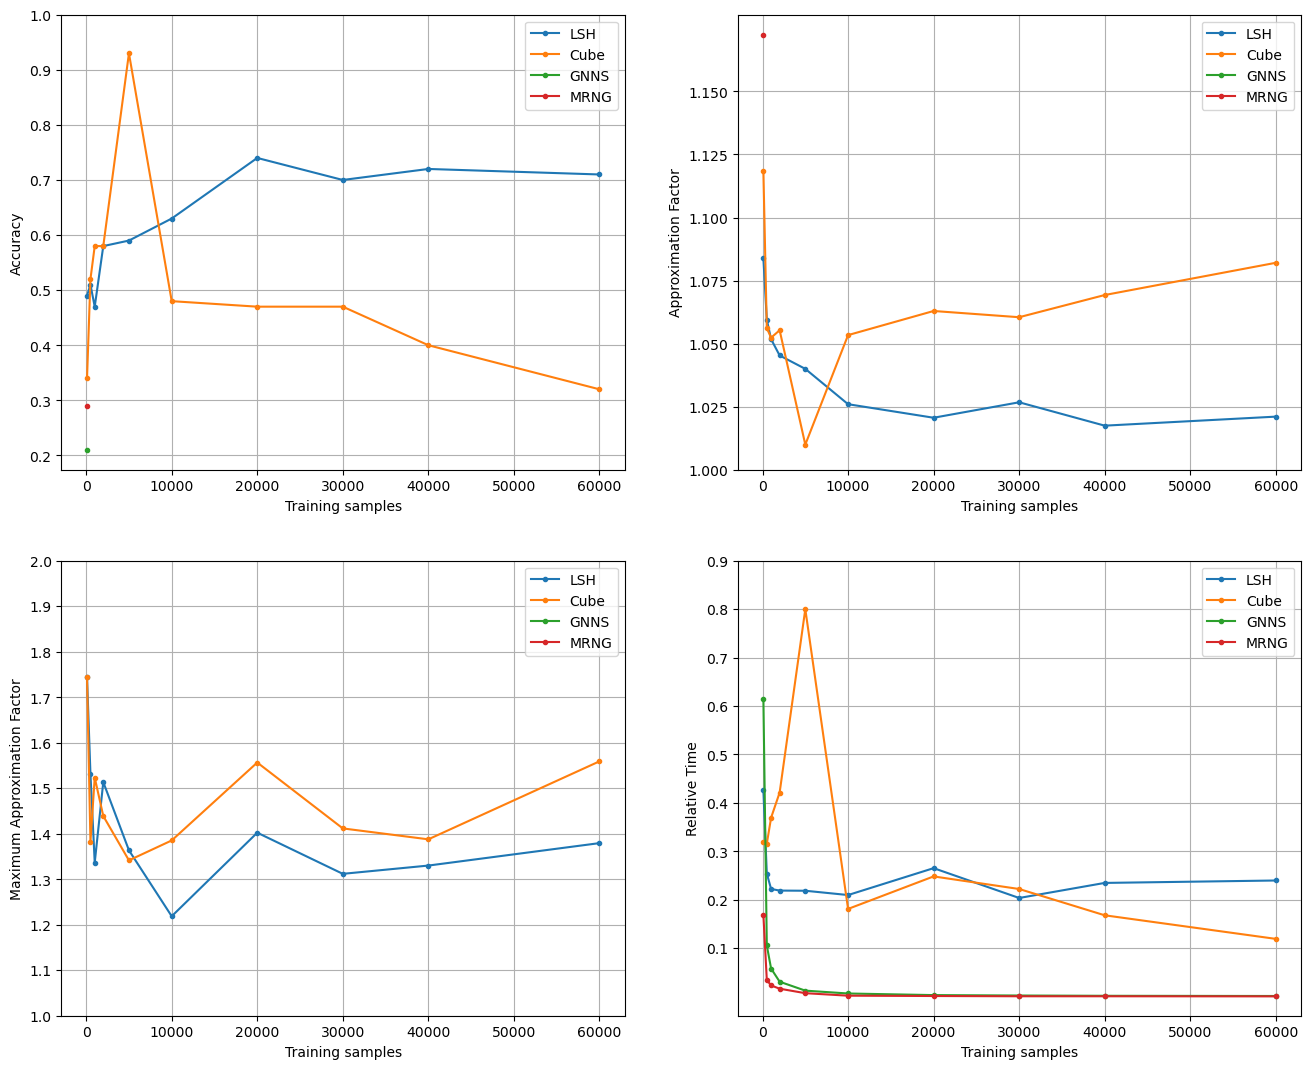 1.0
0.9
0.8
0.7
0.6
0.5
0.4
0.3
0.2
Accuracy
0 10000 20000 30000 40000 50000 60000
Training samples
LSH
Cube
GNNS
MRNG
1.150
1.125
1.100
1.075
1.050
1.025
1.000
Approximation Factor
0 10000 20000 30000 40000 50000 60000
Training samples
LSH
Cube
GNNS
MRNG
2.0
1.9
1.8
1.7
1.6
1.5
1.4
1.3
1.2
1.1
1.0
Maximum Approximation Factor
0 10000 20000 30000 40000 50000 60000
Training samples
LSH
Cube
GNNS
MRNG
0.9
0.8
0.7
0.6
0.5
0.4
0.3
0.2
0.1
Relative Time
0 10000 20000 30000 40000 50000 60000
Training samples
LSH
Cube
GNNS
MRNG